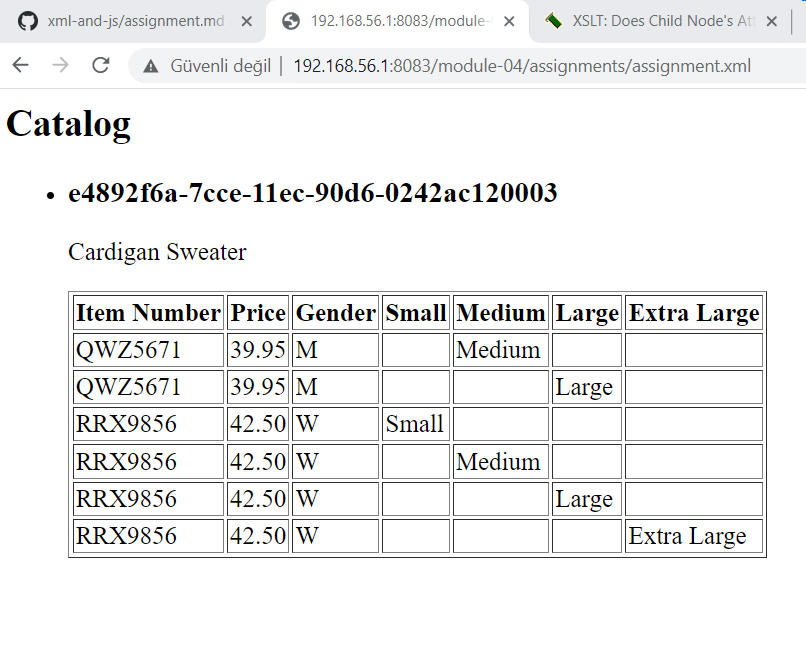 xml-and-js/assignment.md
192.168.56.1:8083/module-
XSLT: Does Child Node's Att
Güvenli değil
192.168.56.1:8083/module-04/assignments/assignment.xml
Catalog
e4892f6a-7cce-11ec-90d6-0242ac120003
Cardigan Sweater
Item Number Price Gender Small Medium Large Extra Large
QWZ5671 39.95 M Medium
QWZ5671 39.95 M Large
RRX9856 42.50 W Small
RRX9856 42.50 W Medium
RRX9856 42.50 W Large
RRX9856 42.50 W Extra Large